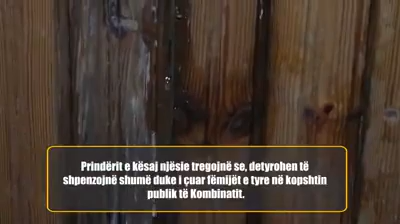 Prindërit e kësaj njësie tregojnë se, detyrohen të
shpenzojnë shumë duke i çuar fëmijët e tyre në kopshtin
publik të Kombinatit.